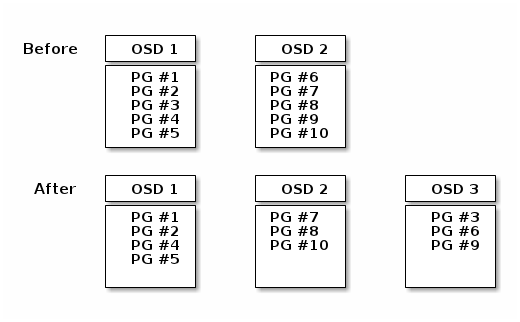 Before
OSD 1
OSD 2
PG #1
PG #2
PG #3
PG #4
PG #5
PG #6
PG #7
PG #8
PG #9
PG #10
After
OSD 1
OSD 2
OSD 3
PG #1
PG #2
PG #4
PG #5
PG #7
PG #8
PG #10
PG #3
PG #6
PG #9